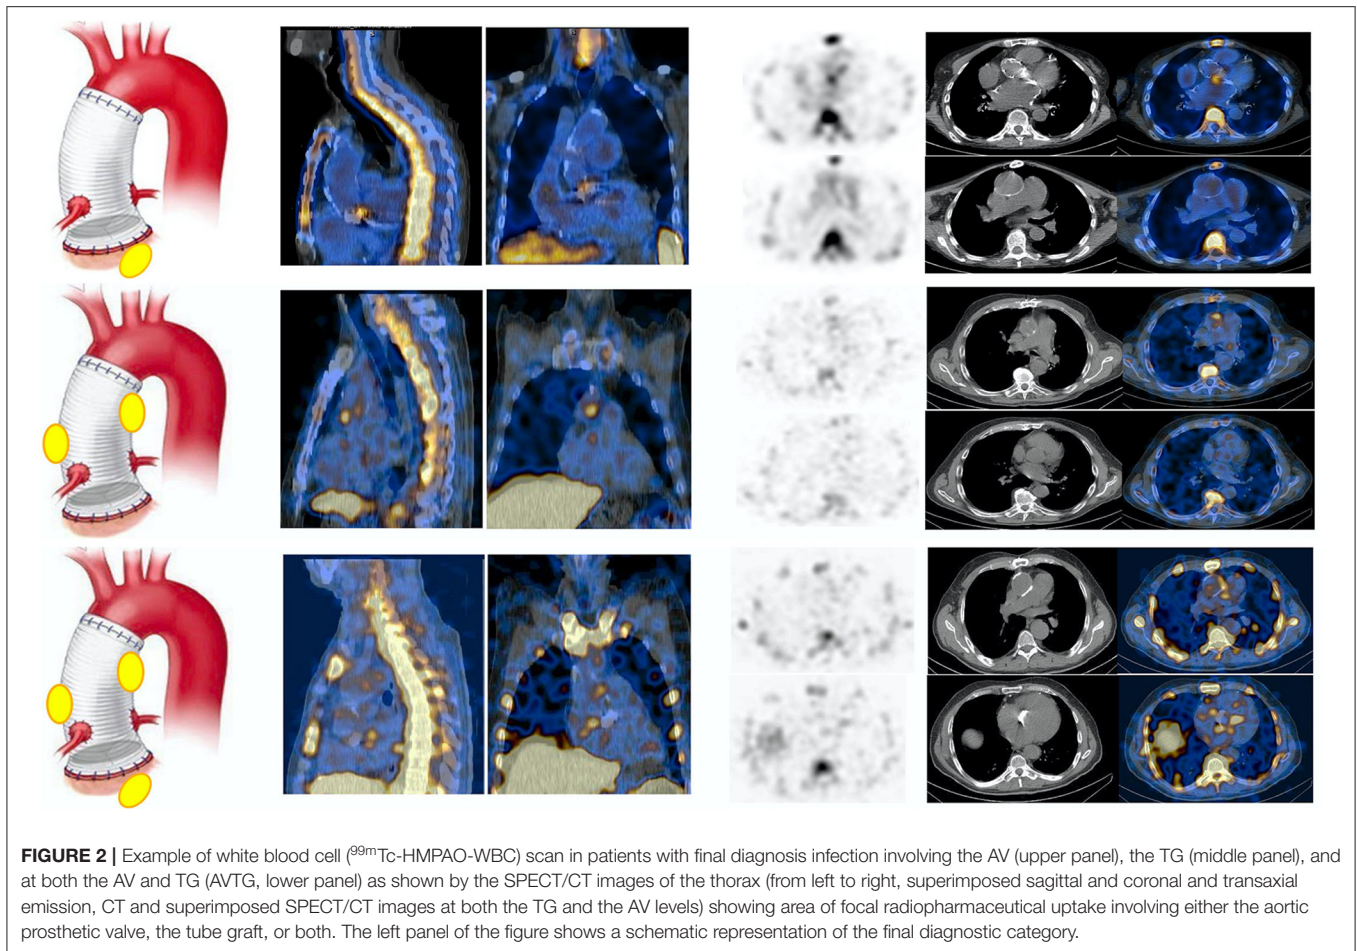 FIGURE 2 | Example of white blood cell (⁹⁹ᵐTc-HMPAO-WBC) scan in patients with final diagnosis infection involving the AV (upper panel), the TG (middle panel), and
at both the AV and TG (AVTG, lower panel) as shown by the SPECT/CT images of the thorax (from left to right, superimposed sagittal and coronal and transaxial
emission, CT and superimposed SPECT/CT images at both the TG and the AV levels) showing area of focal radiopharmaceutical uptake involving either the aortic
prosthetic valve, the tube graft, or both. The left panel of the figure shows a schematic representation of the final diagnostic category.